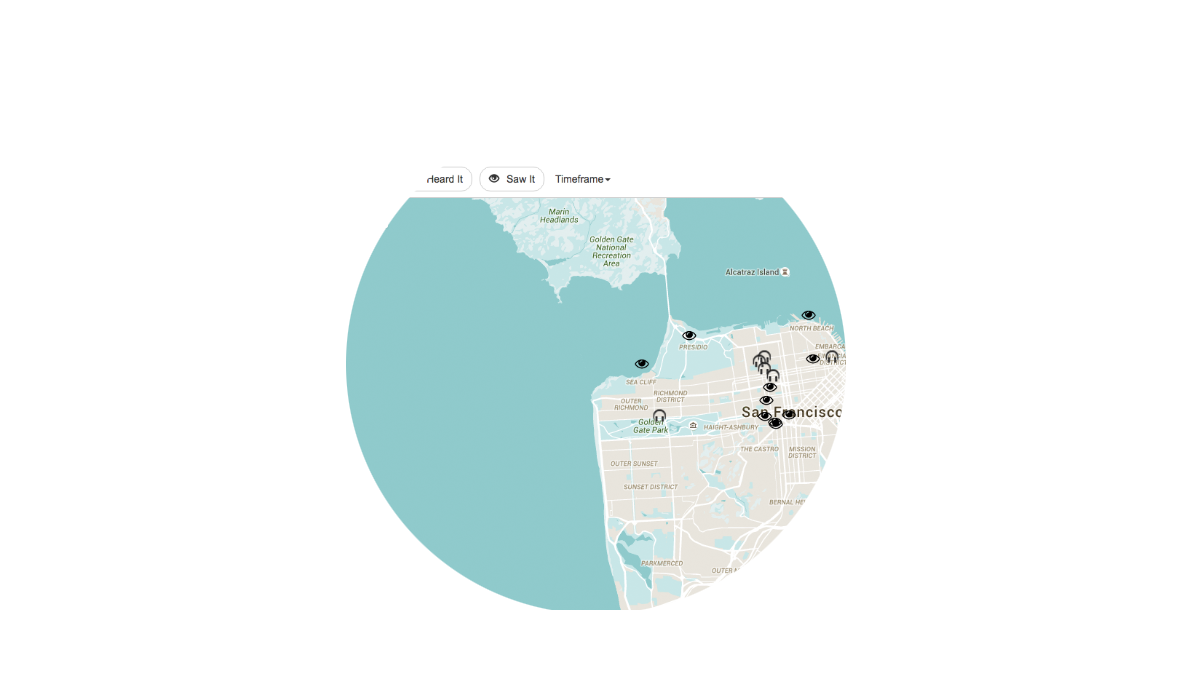 Heard It
Saw It
Timeframe
Marin
Headlands
Golden Gate
National
Recreation
Area
Alcatraz Island
NORTH BEACH
PRESIDIO
SEA CLIFF
RICHMOND
DISTRICT
OUTER
RICHMOND
San Francisco
Golden
Gate Park
HAIGHT-ASHBURY
THE CASTRO
MISSION
DISTRICT
OUTER SUNSET
SUNSET DISTRICT
BERNAL HE
PARKMERCED
OUTER